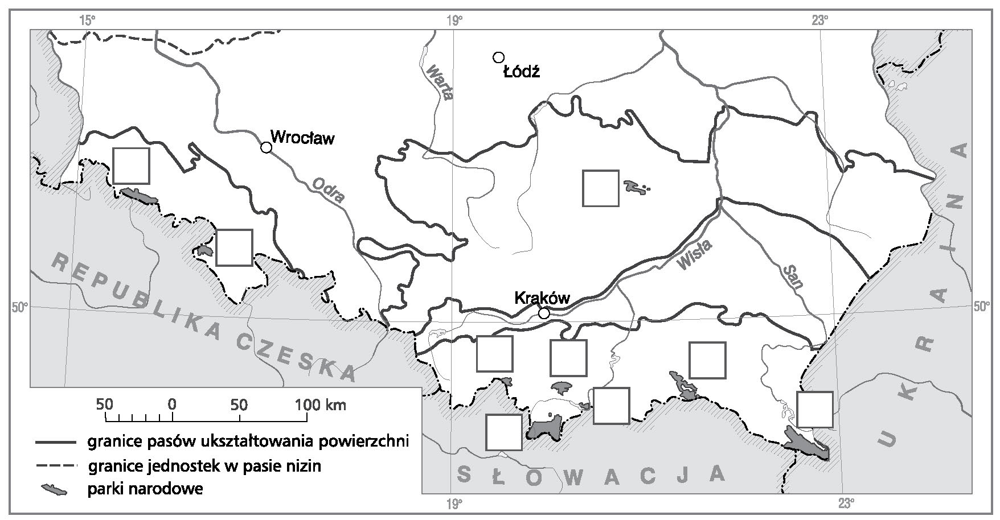 15° 19° 23°
Łódź
Warta
Wrocław
Odra
Wisła
San
Kraków
50° 50°
REPUBLIKA CZESKA
UKRAINA
SŁOWACJA
50 0 50 100 km
granice pasów ukształtowania powierzchni
granice jednostek w pasie nizin
parki narodowe
19° 23°